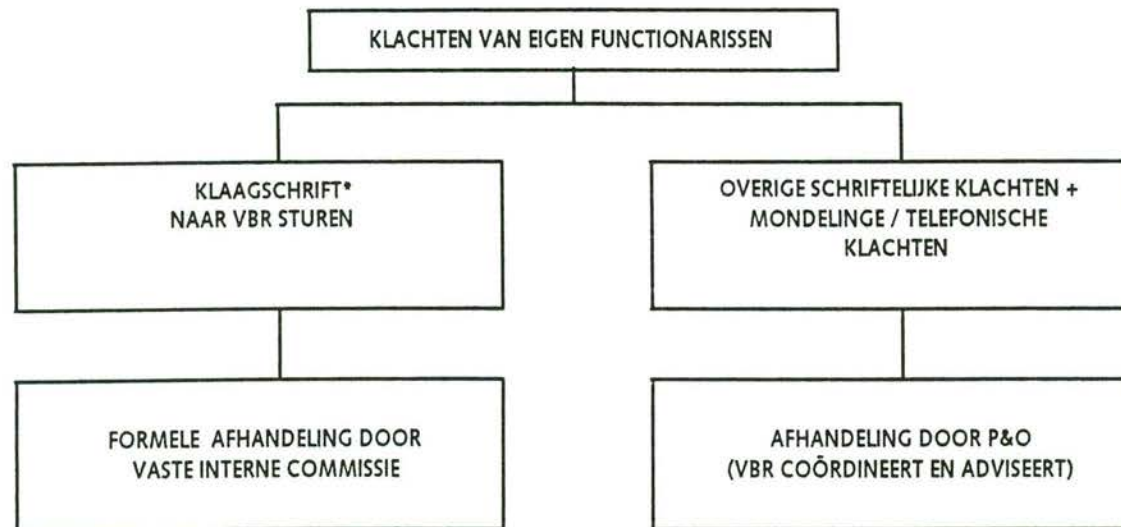 KLACHTEN VAN EIGEN FUNCTIONARISSEN
KLAAGSCHRIFT*
NAAR VBR STUREN
OVERIGE SCHRIFTELIJKE KLACHTEN +
MONDELINGE / TELEFONISCHE
KLACHTEN
FORMELE AFHANDELING DOOR
VASTE INTERNE COMMISSIE
AFHANDELING DOOR P&O
(VBR COÖRDINEERT EN ADVISEERT)